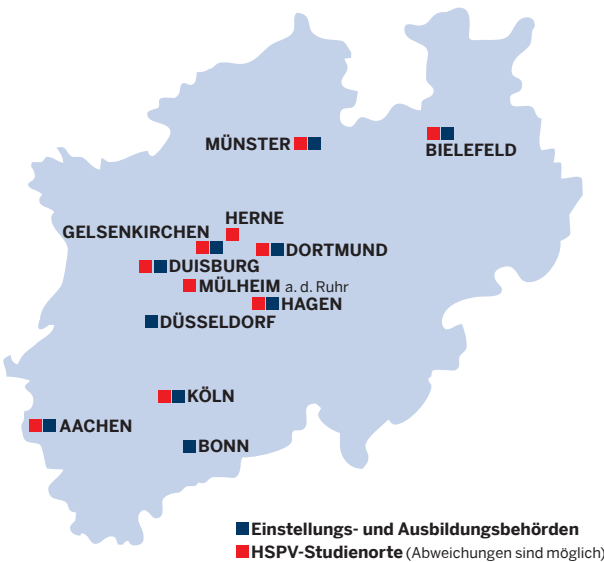 MÜNSTER
BIELEFELD
HERNE
GELSENKIRCHEN
DORTMUND
DUISBURG
MÜLHEIM a. d. Ruhr
HAGEN
DÜSSELDORF
KÖLN
AACHEN
BONN
Einstellungs- und Ausbildungsbehörden
HSPV-Studienorte (Abweichungen sind möglich)